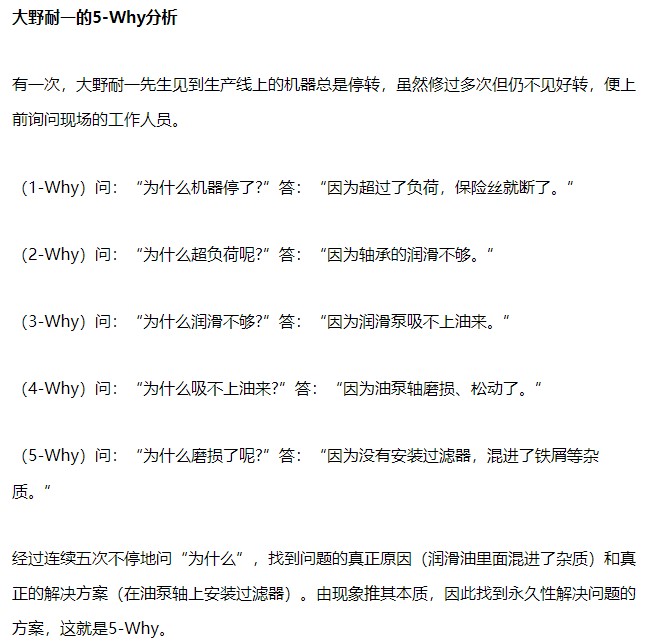 大野耐一的5-Why分析
有一次，大野耐一先生见到生产线上的机器总是停转，虽然修过多次但仍不见好转，便上
前询问现场的工作人员。
（1-Why）问：“为什么机器停了?”答：“因为超过了负荷，保险丝就断了。”
（2-Why）问：“为什么超负荷呢?”答：“因为轴承的润滑不够。”
（3-Why）问：“为什么润滑不够?”答：“因为润滑泵吸不上油来。”
（4-Why）问：“为什么吸不上油来?”答：“因为油泵轴磨损、松动了。”
（5-Why）问：“为什么磨损了呢?”答：“因为没有安装过滤器，混进了铁屑等杂
质。”
经过连续五次不停地问“为什么”，找到问题的真正原因（润滑油里面混进了杂质）和真
正的解决方案（在油泵轴上安装过滤器）。由现象推其本质，因此找到永久性解决问题的
方案，这就是5-Why。